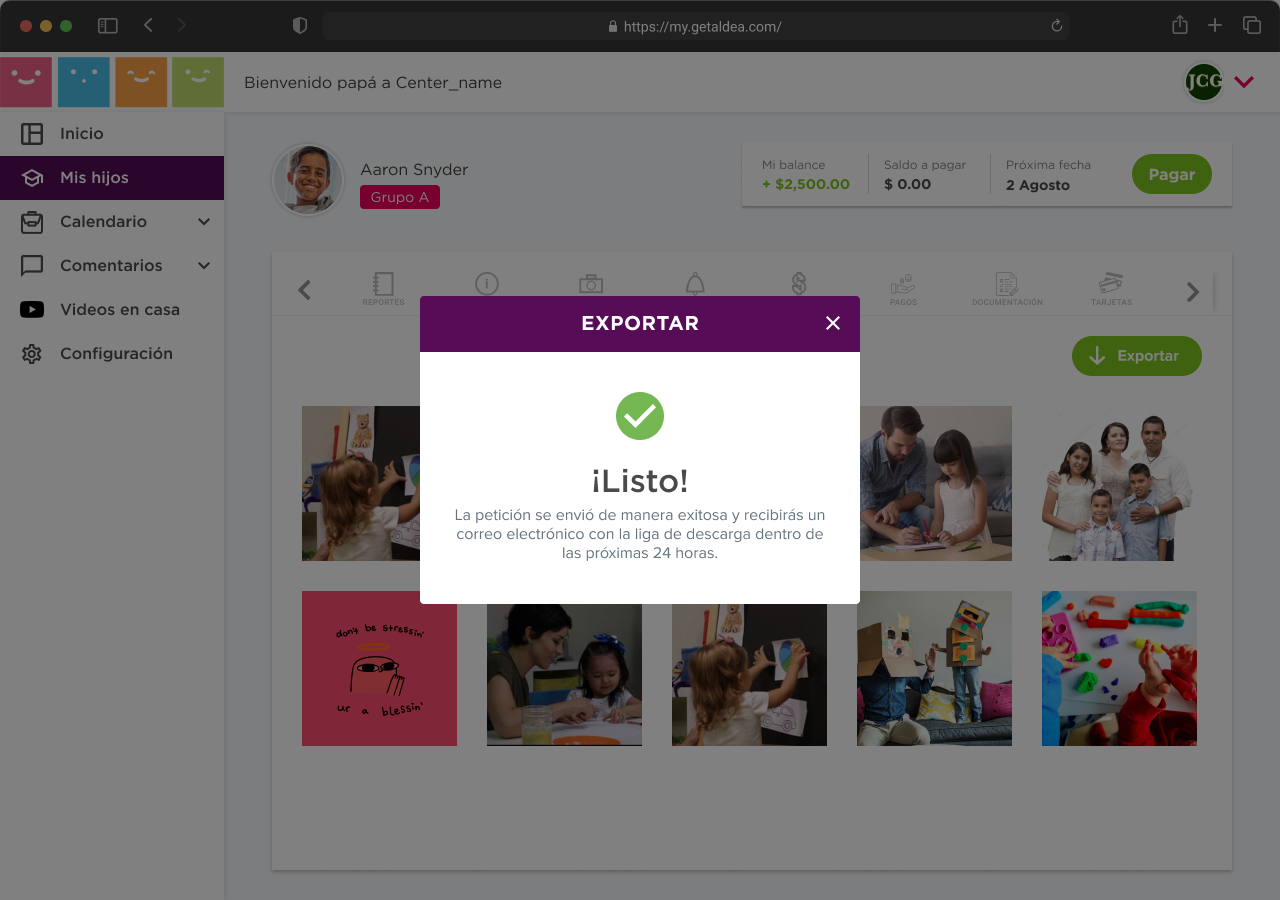 https://my.getaldea.com/
Bienvenido papá a Center_name
JCG
Inicio
Mis hijos
Calendario
Comentarios
Videos en casa
Configuración
Aaron Snyder
Grupo A
Mi balance
+ $2,500.00
Saldo a pagar
$ 0.00
Próxima fecha
2 Agosto
Pagar
REPORTES
PAGOS
DOCUMENTACIÓN
TARJETAS
Exportar
EXPORTAR
¡Listo!
La petición se envió de manera exitosa y recibirás un
correo electrónico con la liga de descarga dentro de
las próximas 24 horas.
don't be stressin'
ur a blessin'